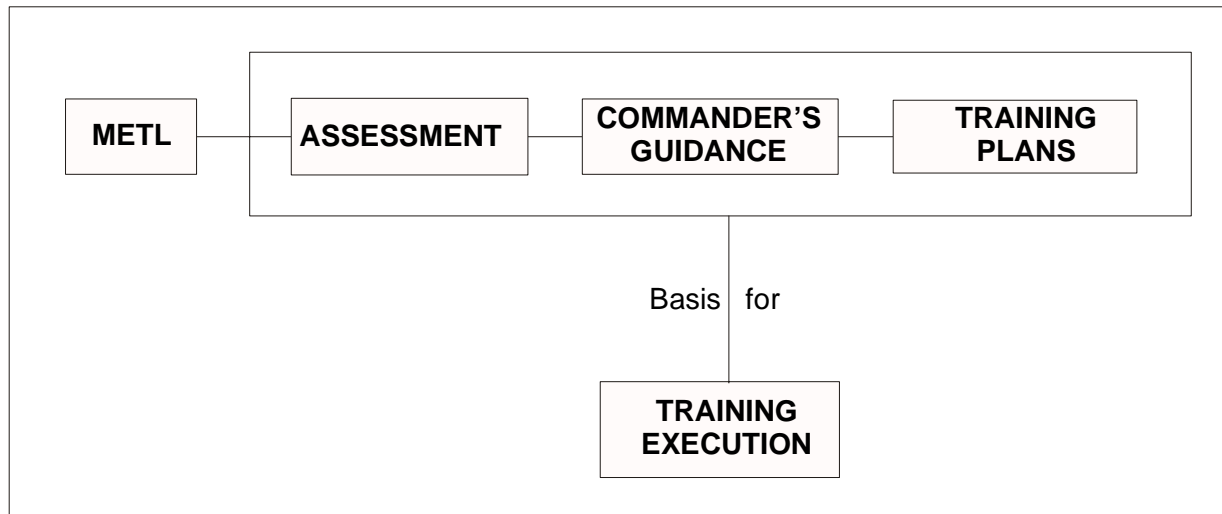 METL
ASSESSMENT
COMMANDER’S
GUIDANCE
TRAINING
PLANS
Basis for
TRAINING
EXECUTION